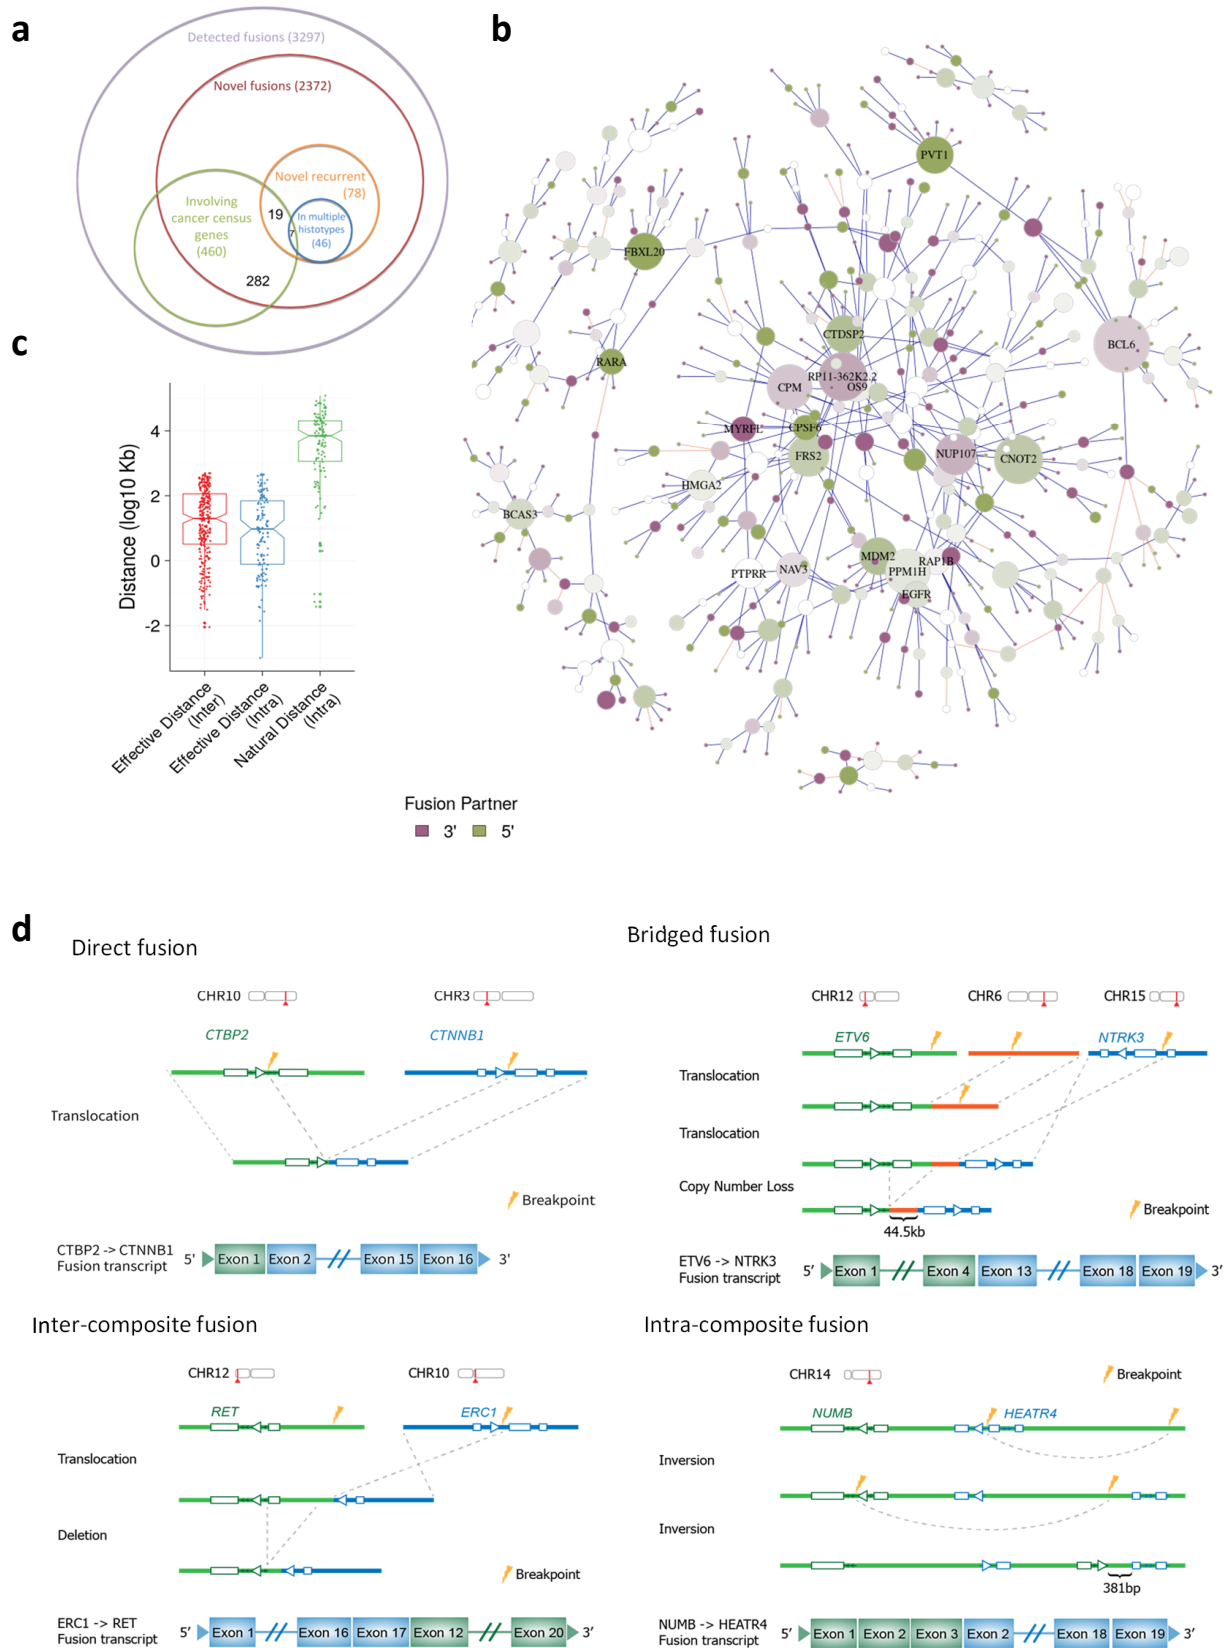 a
Detected fusions (3297)
Novel fusions (2372)
Novel recurrent
(78)
Involving
cancer census
genes
(460)
19
7
In multiple
histotypes
(46)
282
b
PVT1
FBXL20
RARA
CTDSP2
BCL6
RP11-362K2.2
CPM
OS9
MYRFL
CPSF6
FRS2
NUP107
CNOT2
HMGA2
BCAS3
MDM2
RAP1B
PTPRR
NAV3
PPM1H
EGFR
Fusion Partner
3'
5'
c
Distance (log10 Kb)
4
2
0
-2
Effective Distance
(Inter)
Effective Distance
(Intra)
Natural Distance
(Intra)
d
Direct fusion
CHR10
CHR3
CTBP2
CTNNB1
Translocation
Breakpoint
CTBP2 -> CTNNB1
Fusion transcript
5' Exon 1 Exon 2 Exon 15 Exon 16 3'
Bridged fusion
CHR12
CHR6
CHR15
ETV6
NTRK3
Translocation
Translocation
Copy Number Loss
44.5kb
Breakpoint
ETV6 -> NTRK3
Fusion transcript
5' Exon 1 Exon 4 Exon 13 Exon 18 Exon 19 3'
Inter-composite fusion
CHR12
CHR10
RET
ERC1
Translocation
Deletion
Breakpoint
ERC1 -> RET
Fusion transcript
5' Exon 1 Exon 16 Exon 17 Exon 12 Exon 20 3'
Intra-composite fusion
CHR14
Breakpoint
NUMB
HEATR4
Inversion
Inversion
381bp
NUMB -> HEATR4
Fusion transcript
5' Exon 1 Exon 2 Exon 3 Exon 2 Exon 18 Exon 19 3'